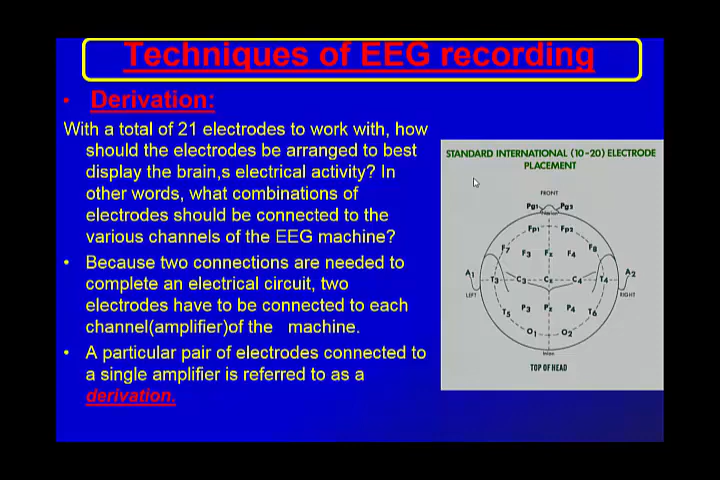 Techniques of EEG recording
• Derivation:
With a total of 21 electrodes to work with, how
should the electrodes be arranged to best
display the brain,s electrical activity? In
other words, what combinations of
electrodes should be connected to the
various channels of the EEG machine?
• Because two connections are needed to
complete an electrical circuit, two
electrodes have to be connected to each
channel(amplifier)of the machine.
• A particular pair of electrodes connected to
a single amplifier is referred to as a
derivation.
STANDARD INTERNATIONAL (10-20) ELECTRODE
PLACEMENT
FRONT
Pg1 Pg2
Fp1 Fp2
F7 F3 Fz F4 F8
A1 T3 C3 Cz C4 T4 A2
LEFT RIGHT
T5 P3 Pz P4 T6
O1 O2
Inion
TOP OF HEAD